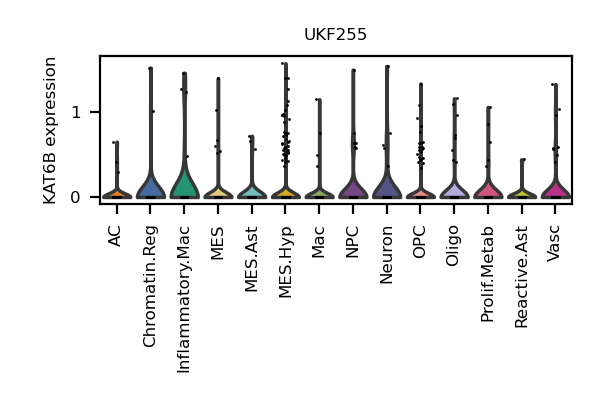 UKF255
KAT6B expression
1
0
AC
Chromatin.Reg
Inflammatory.Mac
MES
MES.Ast
MES.Hyp
Mac
NPC
Neuron
OPC
Oligo
Prolif.Metab
Reactive.Ast
Vasc